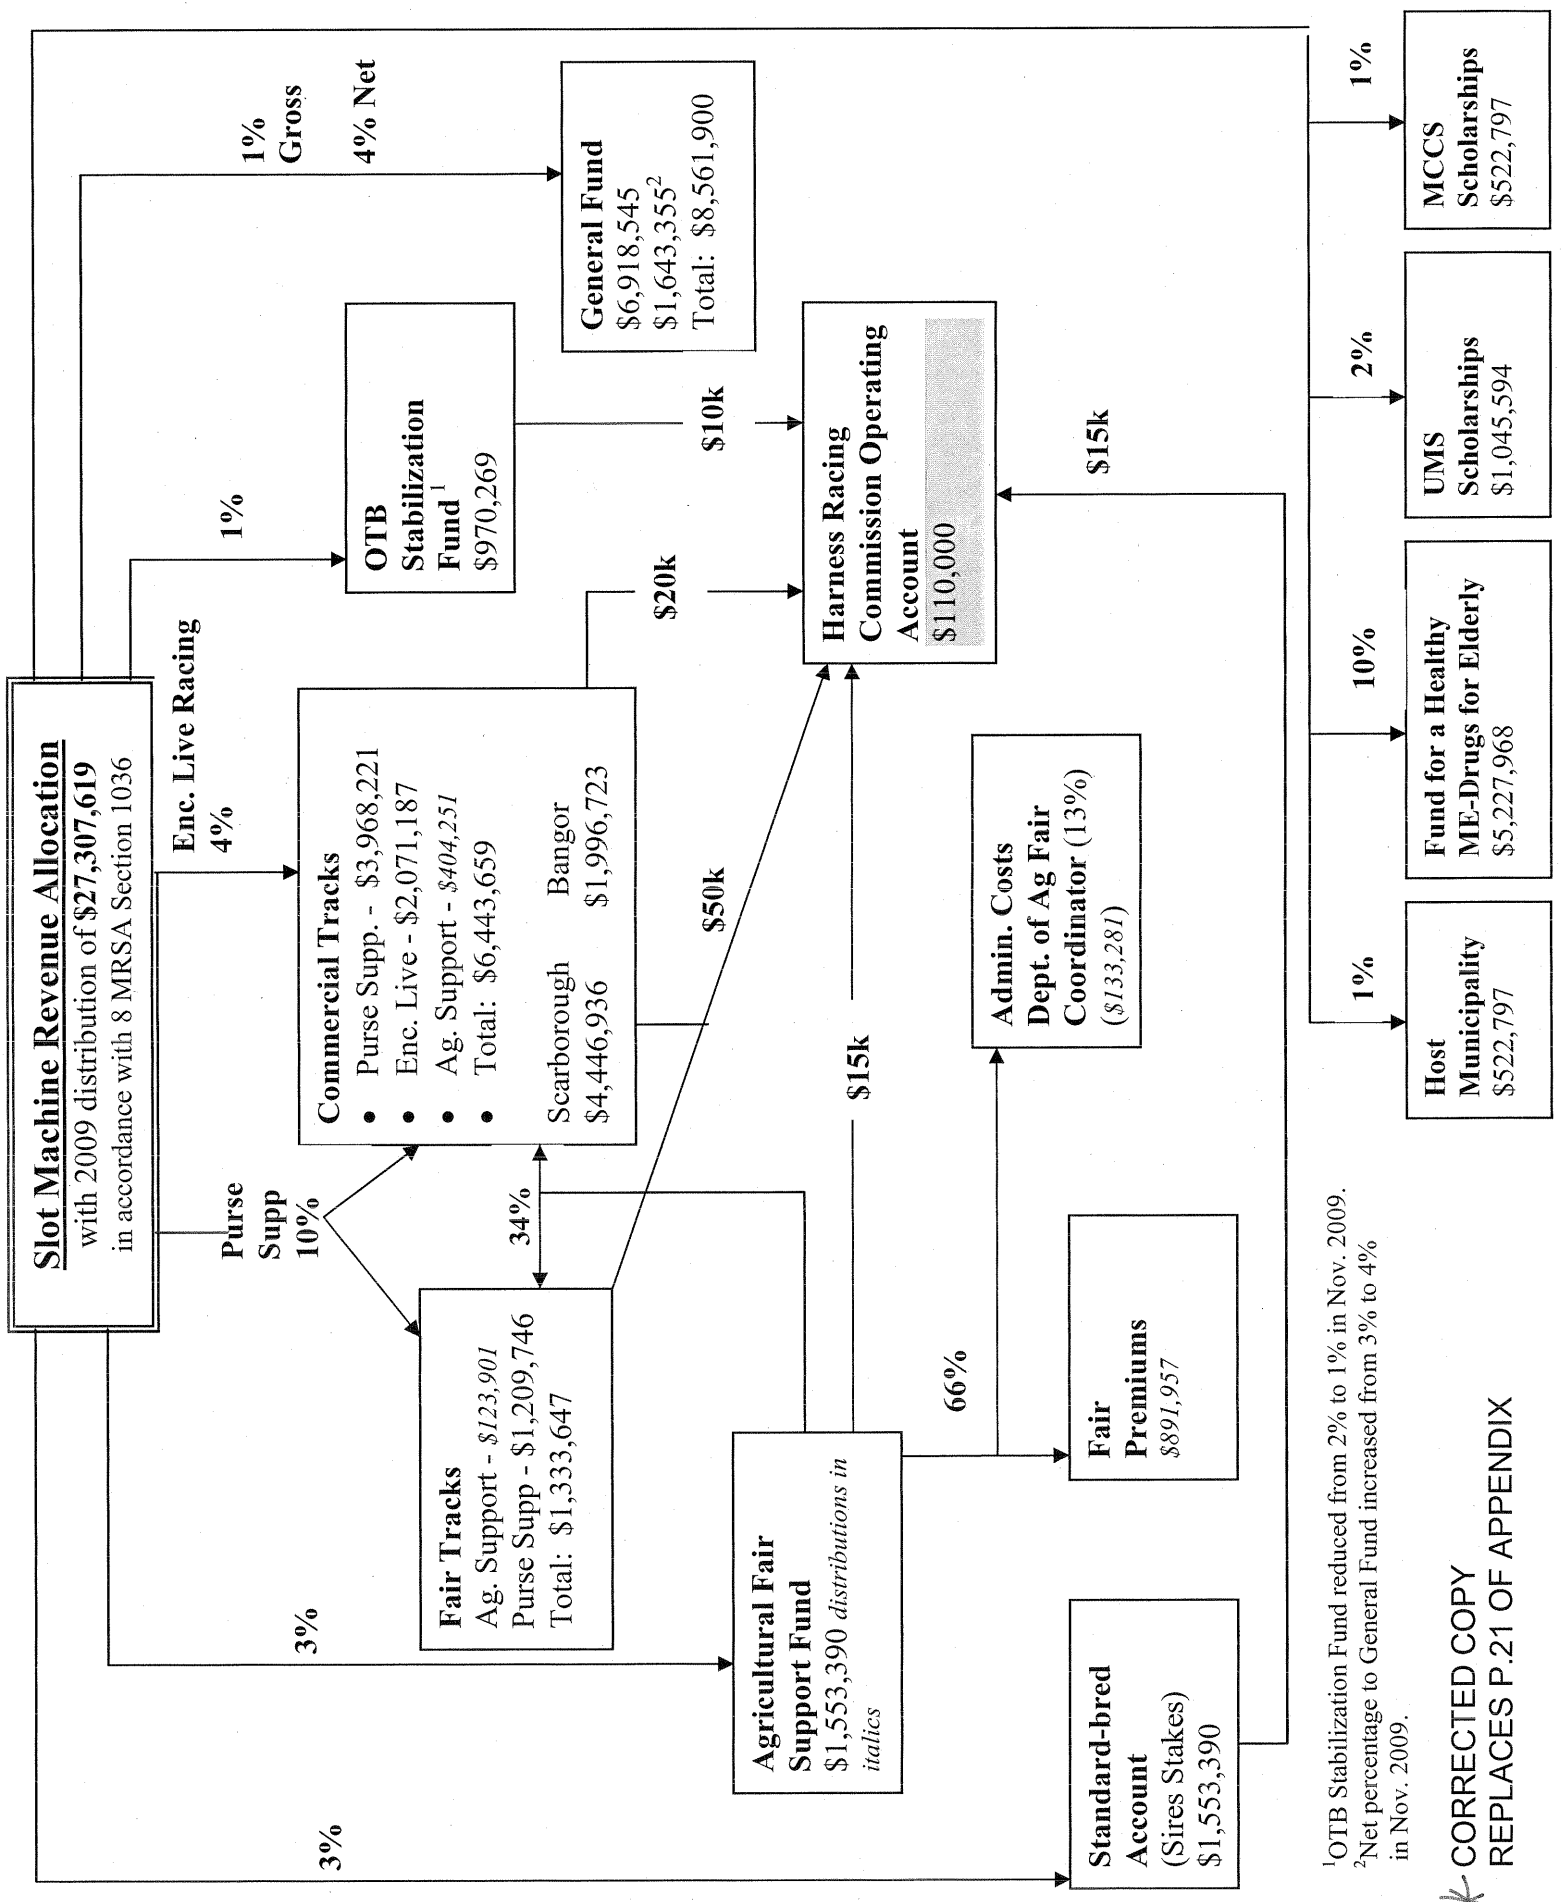 Slot Machine Revenue Allocation
with 2009 distribution of $27,307,619
in accordance with 8 MRSA Section 1036
3%
3%
Purse
Supp
10%
Enc. Live Racing
4%
1%
1%
Gross
4% Net
Fair Tracks
Ag. Support - $123,901
Purse Supp - $1,209,746
Total: $1,333,647
34%
Commercial Tracks
• Purse Supp. - $3,968,221
• Enc. Live - $2,071,187
• Ag. Support - $404,251
• Total: $6,443,659
Scarborough Bangor
$4,446,936 $1,996,723
OTB
Stabilization
Fund 1
$970,269
General Fund
$6,918,545
$1,643,355²
Total: $8,561,900
$50k
$20k
$10k
Agricultural Fair
Support Fund
$1,553,390 distributions in
italics
$15k
Harness Racing
Commission Operating
Account
$110,000
66%
Admin. Costs
Dept. of Ag Fair
Coordinator (13%)
($133,281)
Standard-bred
Account
(Sires Stakes)
$1,553,390
Fair
Premiums
$891,957
$15k
1%
10%
2%
1%
Host
Municipality
$522,797
Fund for a Healthy
ME-Drugs for Elderly
$5,227,968
UMS
Scholarships
$1,045,594
MCCS
Scholarships
$522,797
¹OTB Stabilization Fund reduced from 2% to 1% in Nov. 2009.
²Net percentage to General Fund increased from 3% to 4%
in Nov. 2009.
CORRECTED COPY
REPLACES P.21 OF APPENDIX